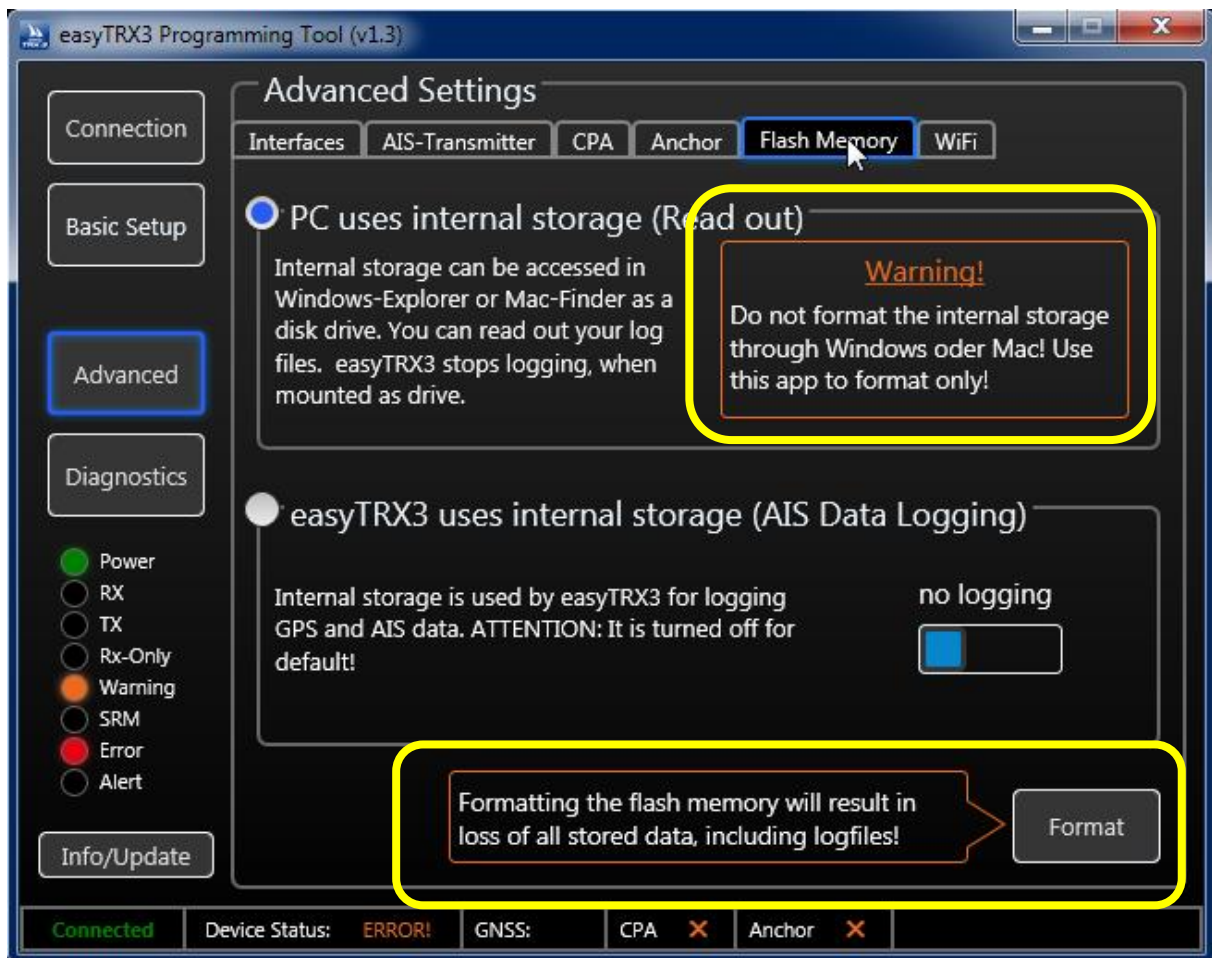 easyTRX3 Programming Tool (v1.3)
Connection
Basic Setup
Advanced
Diagnostics
Power
RX
TX
Rx-Only
Warning
SRM
Error
Alert
Info/Update
Advanced Settings
Interfaces AIS-Transmitter CPA Anchor Flash Memory WiFi
PC uses internal storage (Read out)
Internal storage can be accessed in
Windows-Explorer or Mac-Finder as a
disk drive. You can read out your log
files. easyTRX3 stops logging, when
mounted as drive.
Warning!
Do not format the internal storage
through Windows oder Mac! Use
this app to format only!
easyTRX3 uses internal storage (AIS Data Logging)
Internal storage is used by easyTRX3 for logging
GPS and AIS data. ATTENTION: It is turned off for
default!
no logging
Formatting the flash memory will result in
loss of all stored data, including logfiles!
Format
Connected Device Status: ERROR! GNSS: CPA Anchor